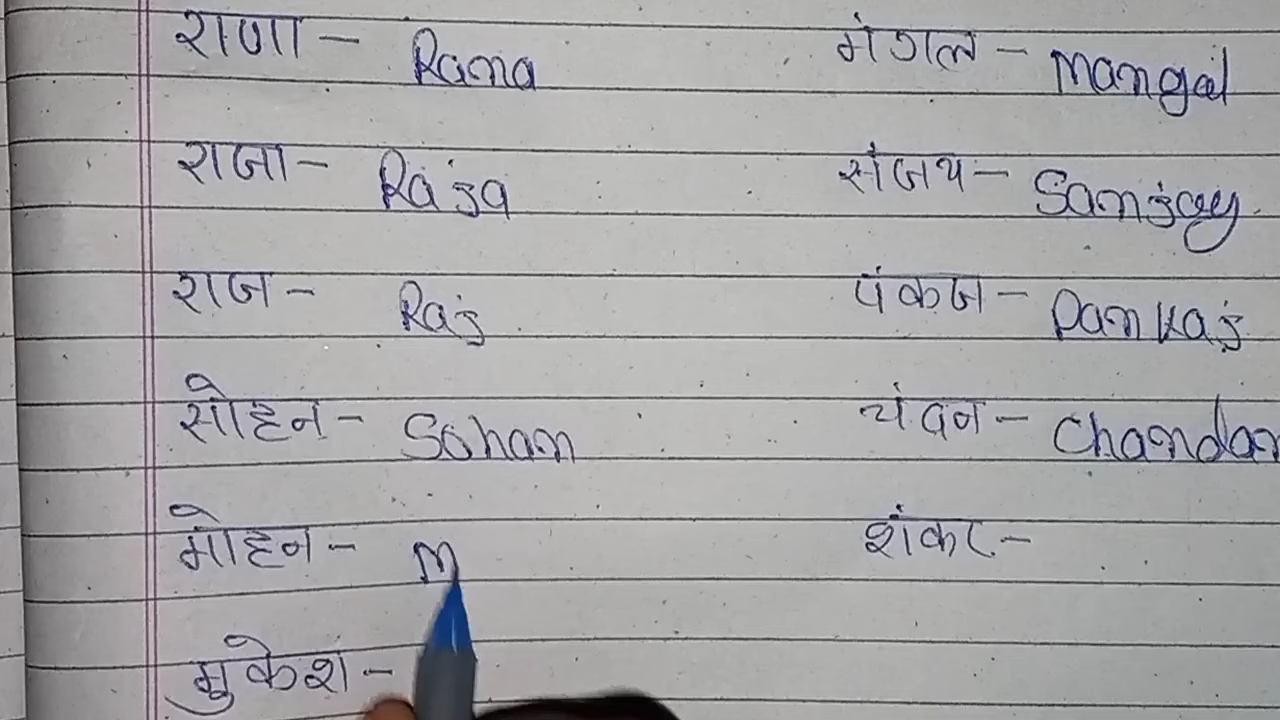 राणा - Rana
मंगल - Mangal
राजा - Raja
संजय - Sanjay
राज - Raj
पंकज - Pankaj
सोहन - Sohan
चंदन - Chandan
मोहन - M
शंकर -
मुकेश -